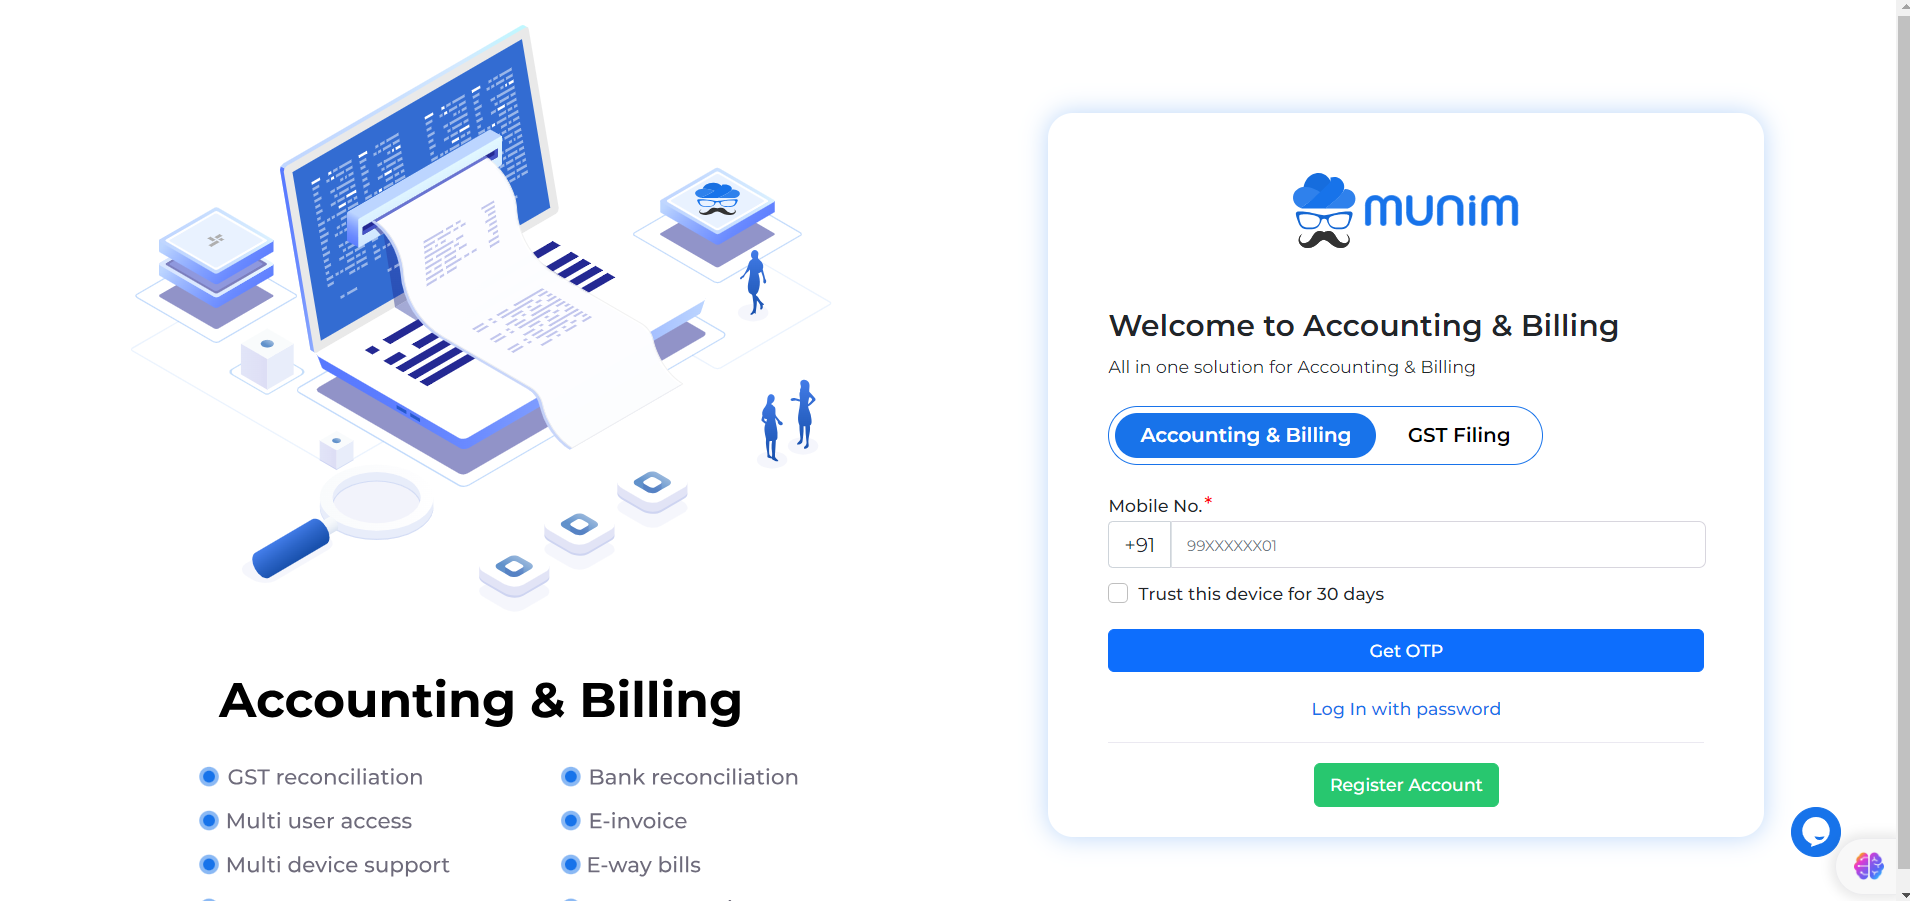 munim
Welcome to Accounting & Billing
All in one solution for Accounting & Billing
Accounting & Billing
GST Filing
Mobile No.*
+91
99XXXXXX01
Trust this device for 30 days
Get OTP
Log In with password
Register Account
Accounting & Billing
GST reconciliation
Bank reconciliation
Multi user access
E-invoice
Multi device support
E-way bills